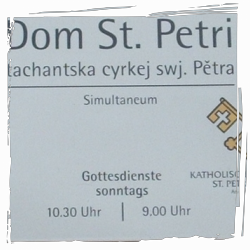 Dom St. Petri
tachantska cyrkej swj. Pětra
Simultaneum
Gottesdienste
sonntags
KATHOLISC
ST. PET
10.30 Uhr | 9.00 Uhr